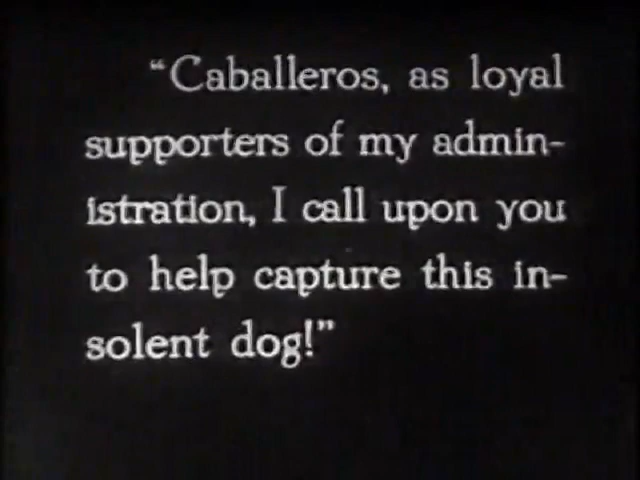 “Caballeros, as loyal
supporters of my admin-
istration, I call upon you
to help capture this in-
solent dog!”